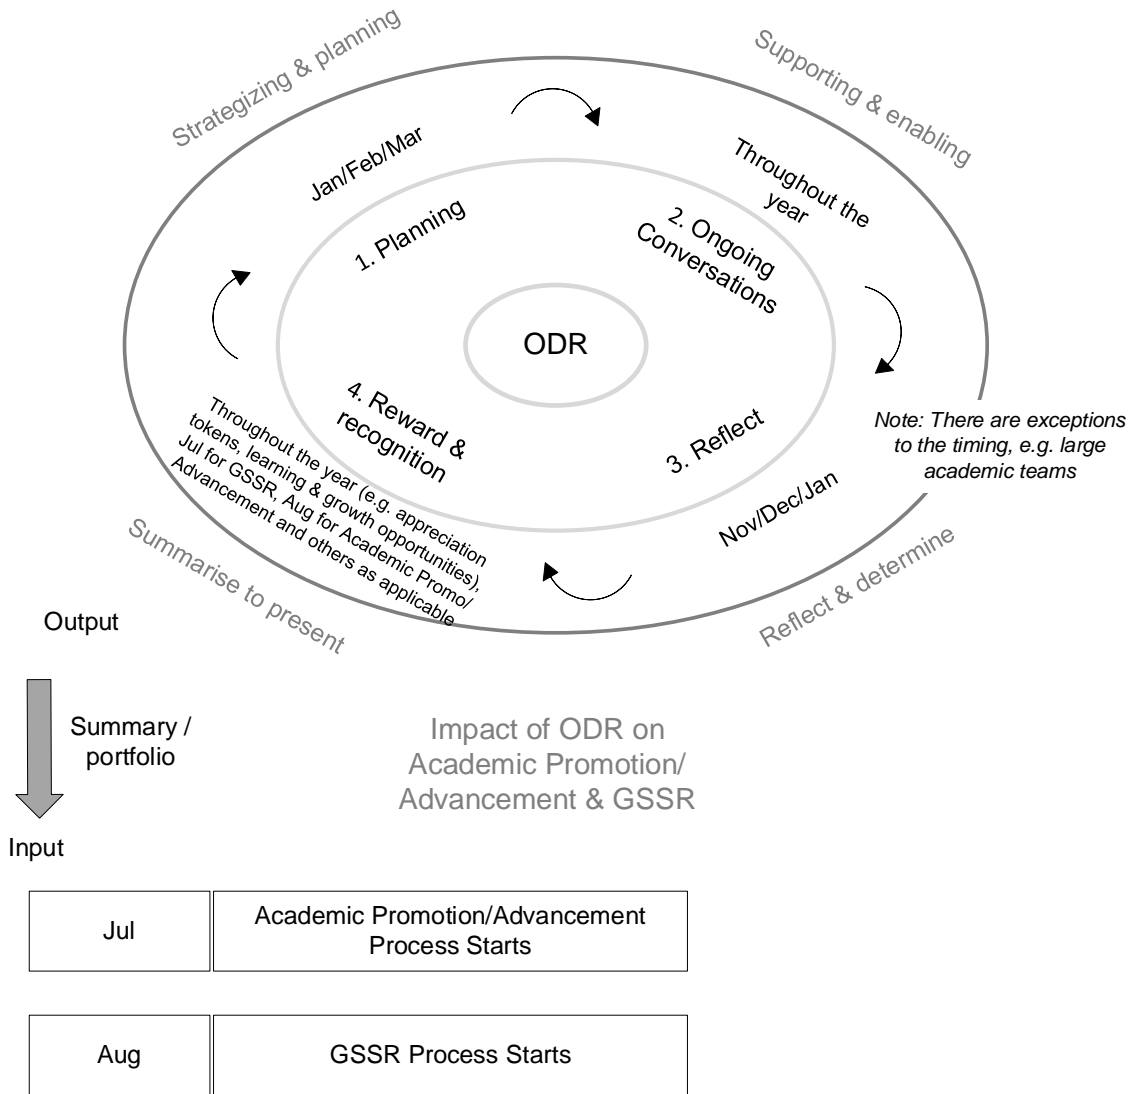 Strategizing & planning
Supporting & enabling
Jan/Feb/Mar
Throughout the
year
1. Planning
2. Ongoing
Conversations
ODR
4. Reward &
recognition
3. Reflect
Throughout the year (e.g. appreciation
tokens, learning & growth opportunities),
Jul for GSSR, Aug for Academic Promo/
Advancement and others as applicable
Nov/Dec/Jan
Note: There are exceptions
to the timing, e.g. large
academic teams
Summarise to present
Reflect & determine
Output
Summary /
portfolio
Impact of ODR on
Academic Promotion/
Advancement & GSSR
Input
Jul
Academic Promotion/Advancement
Process Starts
Aug
GSSR Process Starts